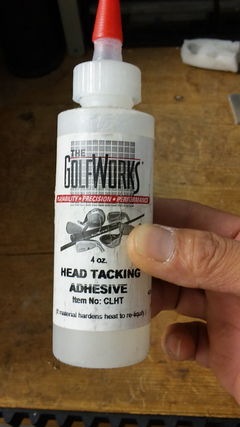 THE
GOLFWORKS
DURABILITY • PRECISION • PERFORMANCE
4 oz.
HEAD TACKING
ADHESIVE
Item No: CLHT
If material hardens heat to re-liquify